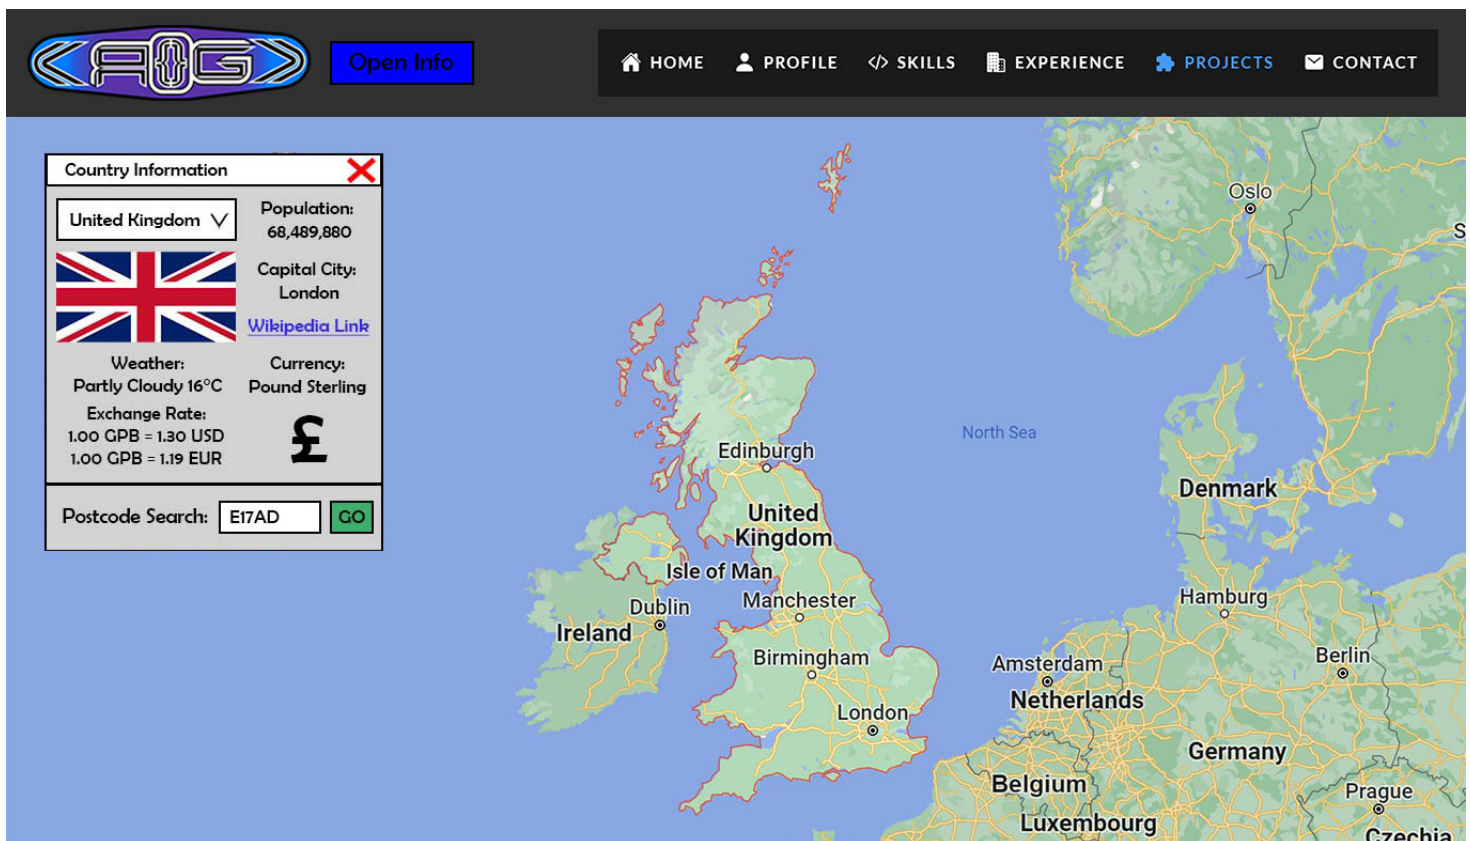 AOG
Open Info
HOME
PROFILE
</> SKILLS
EXPERIENCE
PROJECTS
CONTACT
Country Information
United Kingdom
Population:
68,489,880
Capital City:
London
Wikipedia Link
Weather:
Partly Cloudy 16°C
Currency:
Pound Sterling
Exchange Rate:
1.00 GPB = 1.30 USD
1.00 GPB = 1.19 EUR
£
Postcode Search:
E17AD
GO
Oslo
S
North Sea
Edinburgh
Denmark
United
Kingdom
Isle of Man
Hamburg
Manchester
Dublin
Ireland
Birmingham
Berlin
Amsterdam
Netherlands
London
Germany
Belgium
Prague
Luxembourg
Czechia